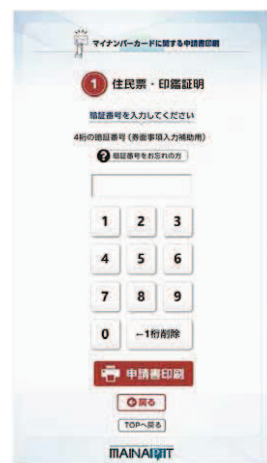 マイナンバーカードに関する申請書印刷
1 住民票・印鑑証明
暗証番号を入力してください
4桁の暗証番号（券面事項入力補助用）
? 暗証番号をお忘れの方
1 2 3
4 5 6
7 8 9
0 ←1桁削除
申請書印刷
戻る
TOPへ戻る